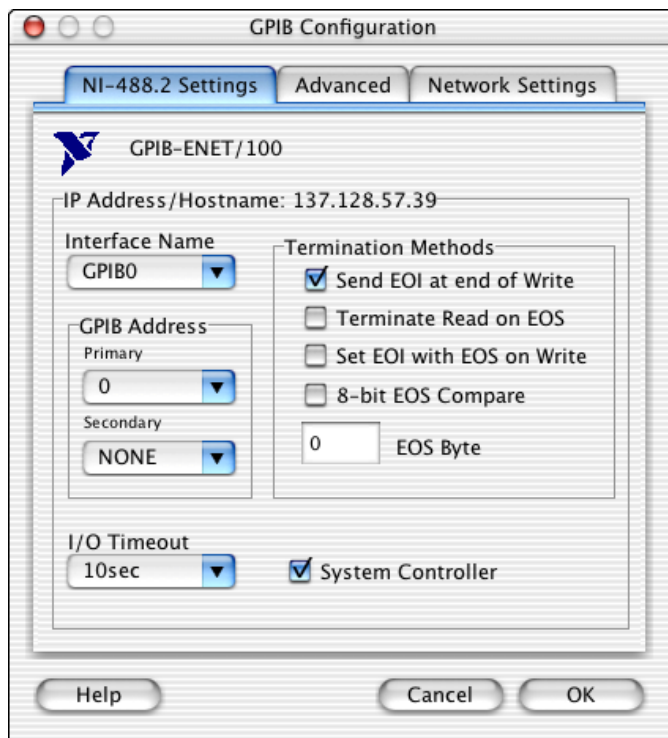 GPIB Configuration
NI-488.2 Settings
Advanced
Network Settings
GPIB-ENET/100
IP Address/Hostname: 137.128.57.39
Interface Name
GPIB0
GPIB Address
Primary
0
Secondary
NONE
Termination Methods
Send EOI at end of Write
Terminate Read on EOS
Set EOI with EOS on Write
8-bit EOS Compare
0 EOS Byte
I/O Timeout
10sec
System Controller
Help
Cancel
OK